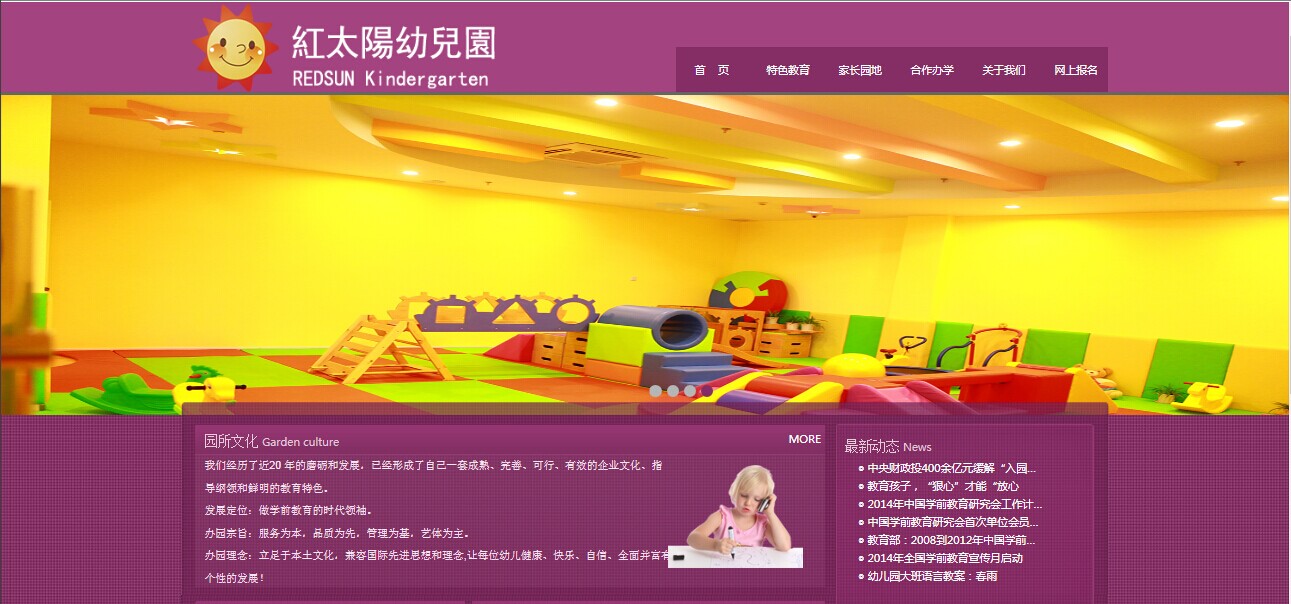 紅太陽幼兒園
REDSUN Kindergarten
首 页 特色教育 家长园地 合作办学 关于我们 网上报名
园所文化 Garden culture
MORE
我们经历了近20 年的磨砺和发展，已经形成了自己一套成熟、完善、可行、有效的企业文化、指
导纲领和鲜明的教育特色。
发展定位：做学前教育的时代领袖。
办园宗旨：服务为本，品质为先，管理为基，艺体为主。
办园理念：立足于本土文化，兼容国际先进思想和理念,让每位幼儿健康、快乐、自信、全面并富有
个性的发展！
最新动态 News
中央财政投400余亿元缓解“入园...
教育孩子，“狠心”才能“放心
2014年中国学前教育研究会工作计...
中国学前教育研究会首次单位会员...
教育部：2008到2012年中国学前...
2014年全国学前教育宣传月启动
幼儿园大班语言教案：春雨